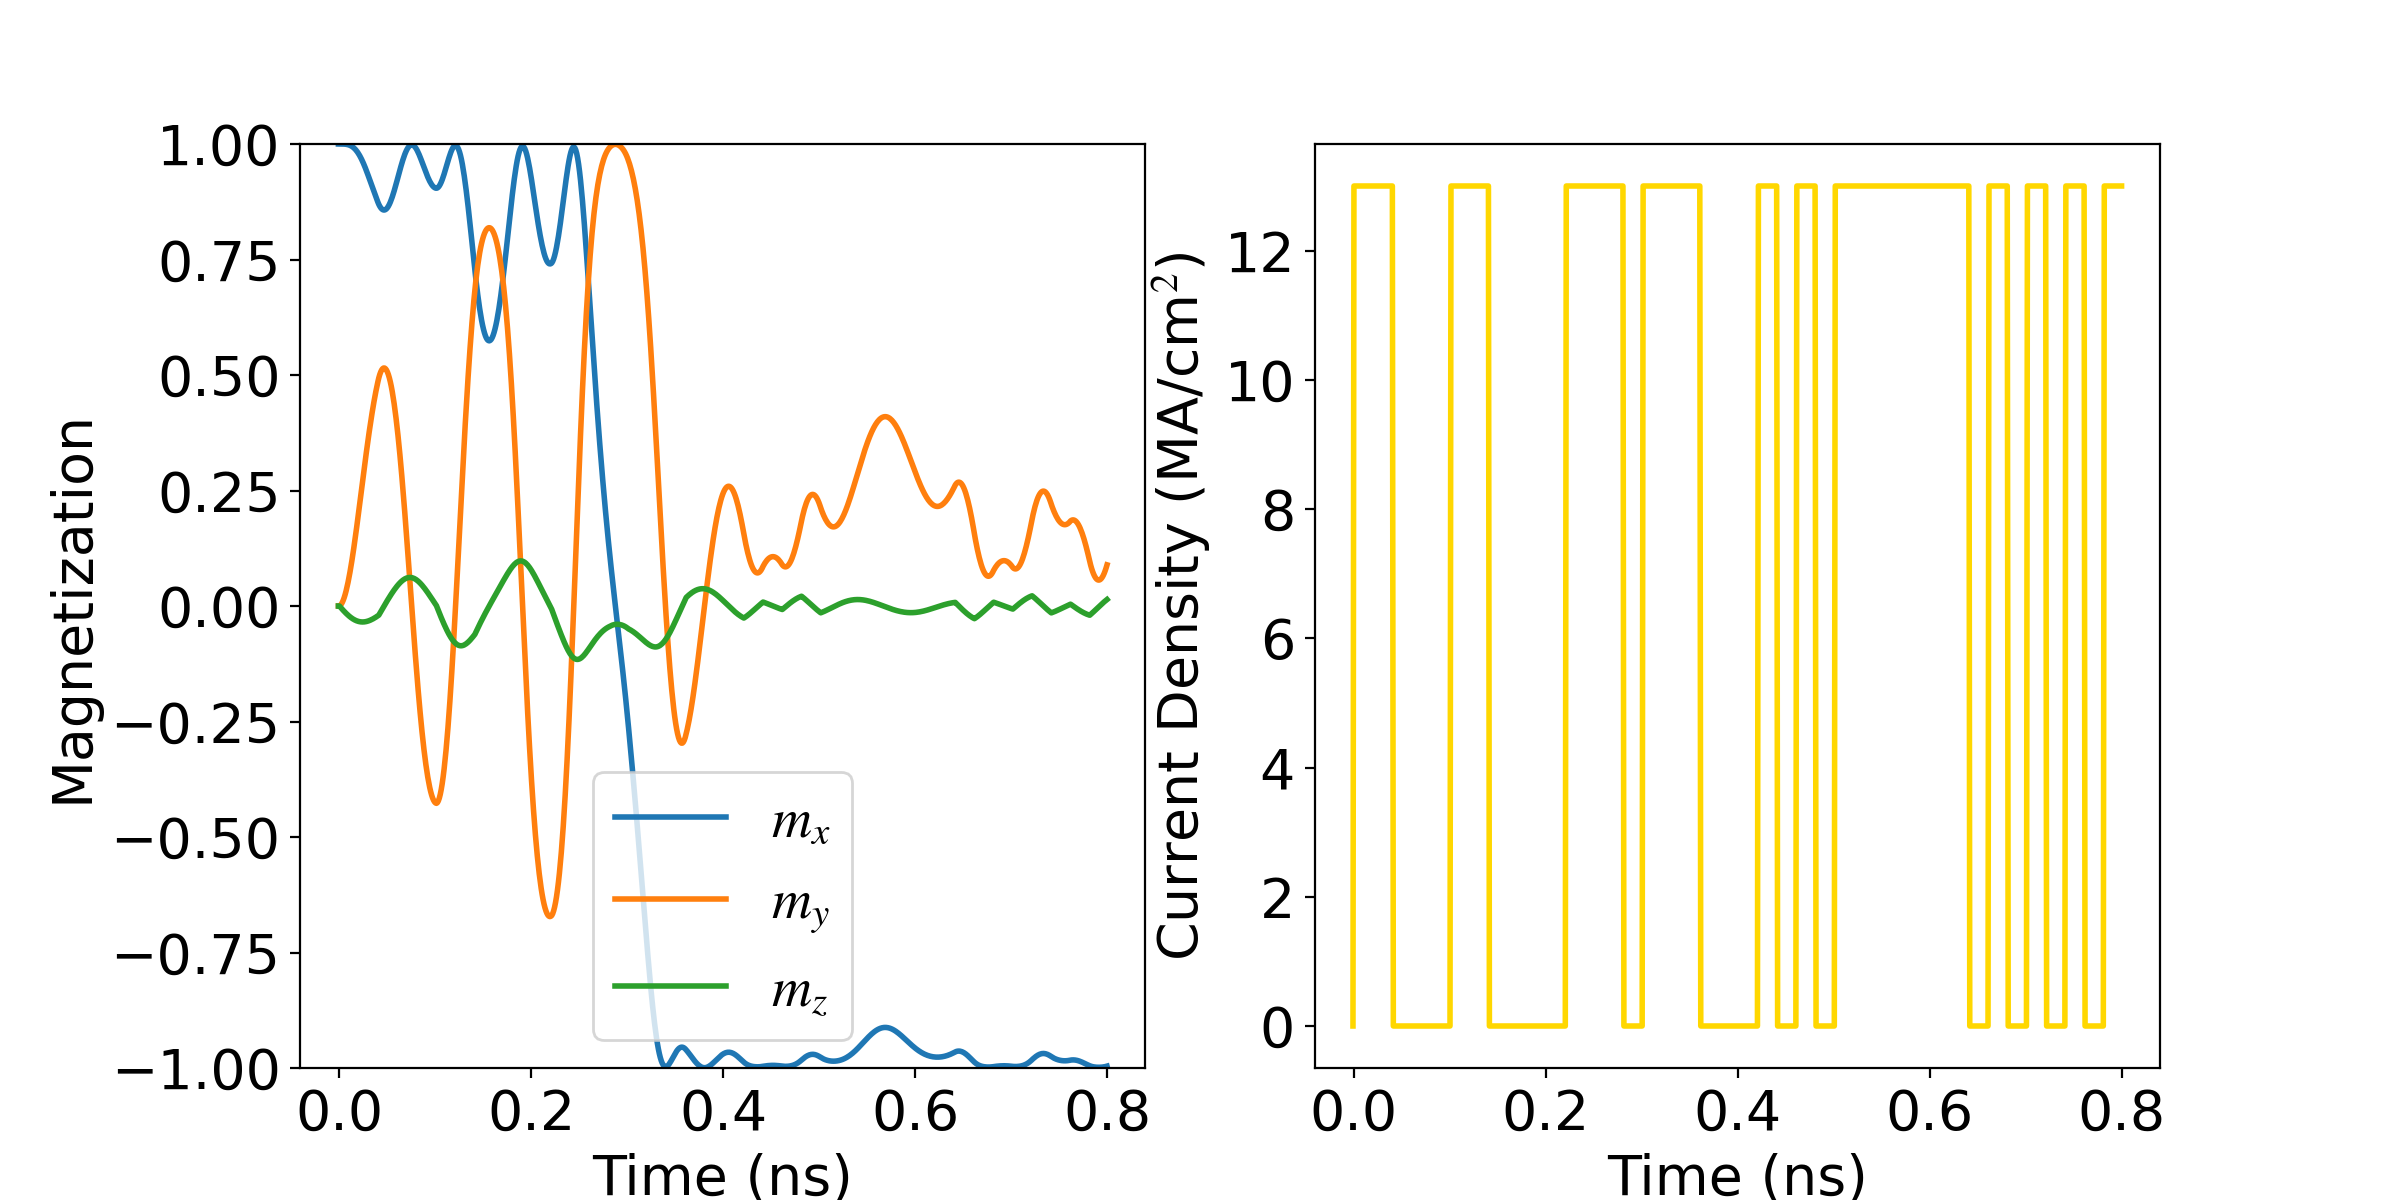 Magnetization
1.00
0.75
0.50
0.25
0.00
−0.25
−0.50
−0.75
−1.00
0.0 0.2 0.4 0.6 0.8
Time (ns)
m_x
m_y
m_z
Current Density (MA/cm²)
12
10
8
6
4
2
0
0.0 0.2 0.4 0.6 0.8
Time (ns)